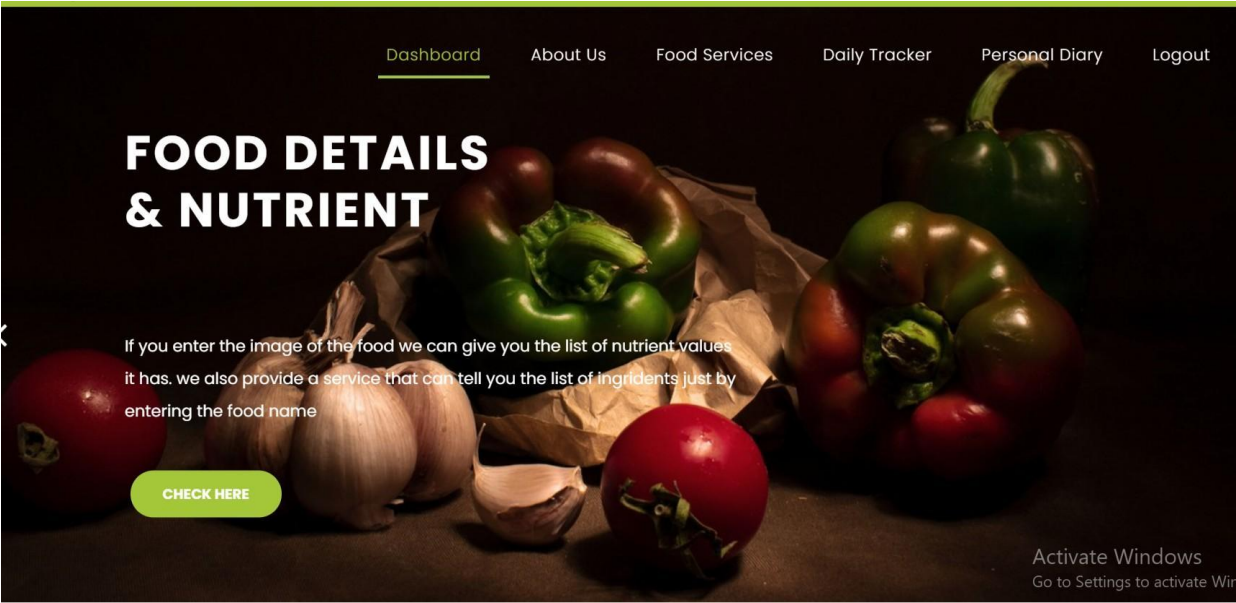 Dashboard About Us Food Services Daily Tracker Personal Diary Logout
FOOD DETAILS
& NUTRIENT
If you enter the image of the food we can give you the list of nutrient values
it has. we also provide a service that can tell you the list of ingridents just by
entering the food name
CHECK HERE
Activate Windows
Go to Settings to activate